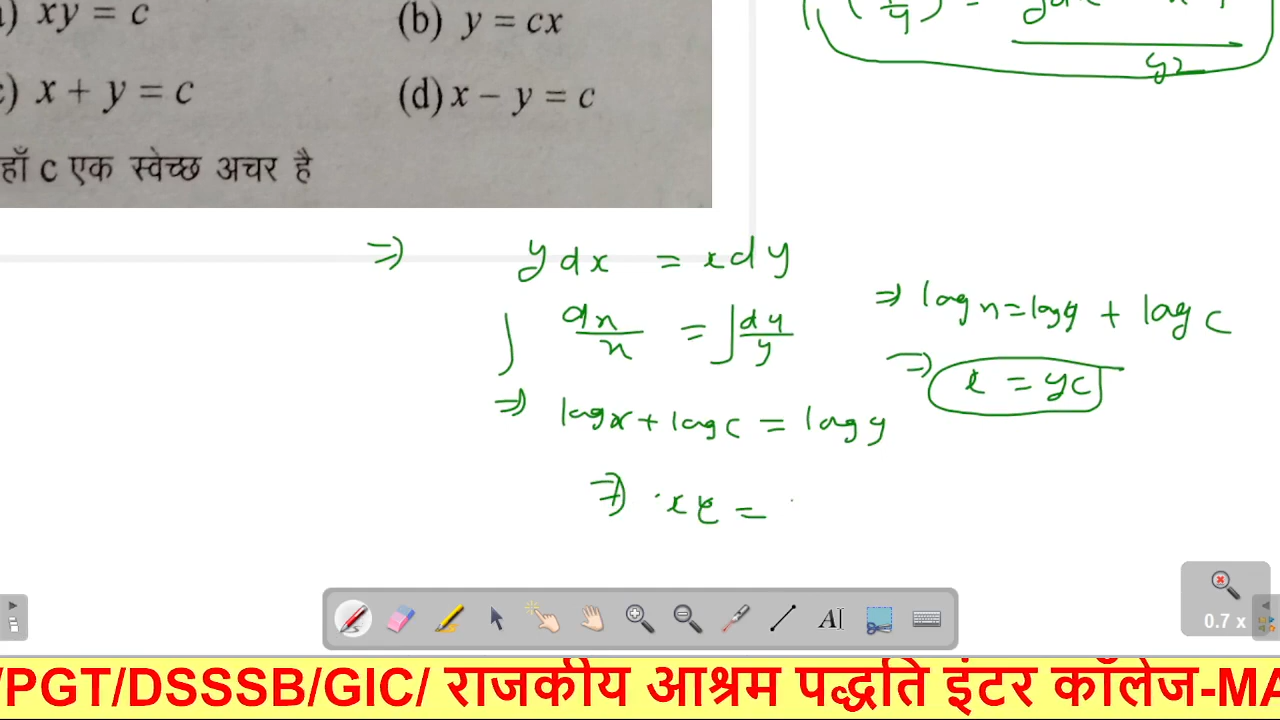 ) xy = c (b) y = cx
) x + y = c (d) x − y = c
हाँ c एक स्वेच्छ अचर है
⇒ y dx = x dy
∫ dx/x = ∫ dy/y
⇒ log x + log c = log y
⇒ xc =
⇒ log x = log y + log c
⇒ x = yc
0.7 x
/PGT/DSSSB/GIC/ राजकीय आश्रम पद्धति इंटर कॉलेज-MA